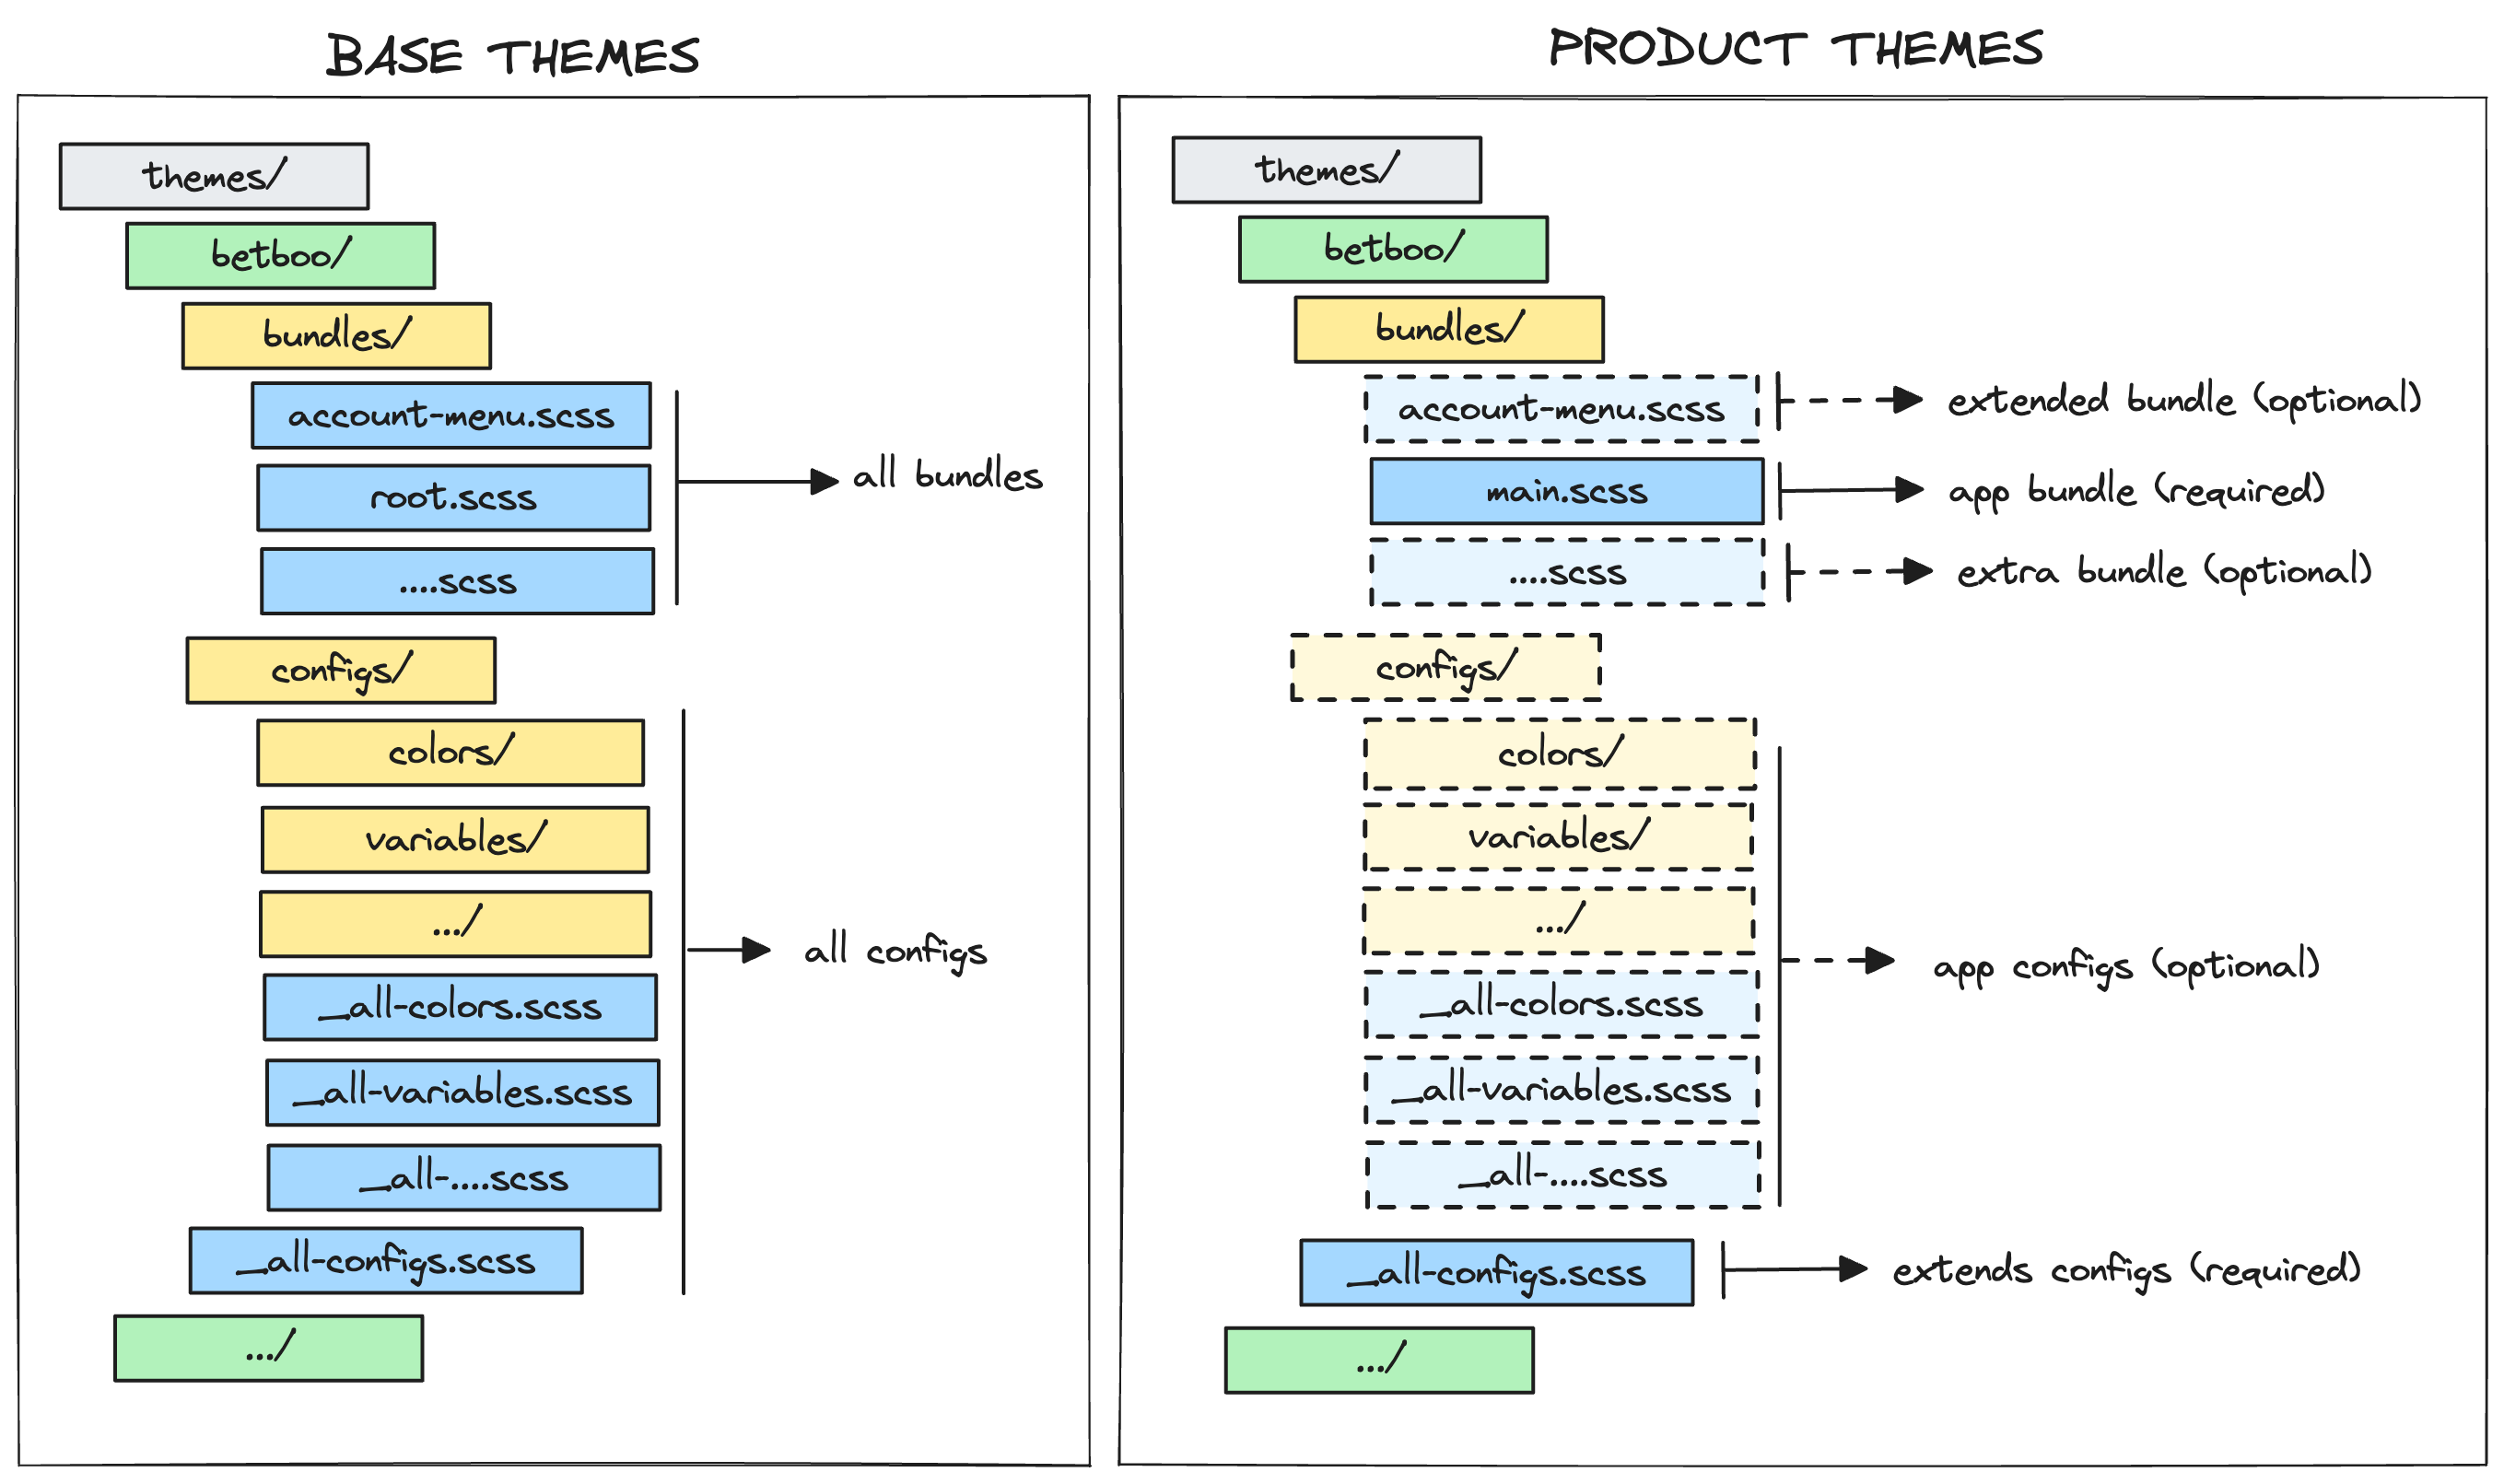 BASE THEMES
themes/
betboo/
bundles/
account-menu.scss
root.scss
....scss
all bundles
configs/
colors/
variables/
.../
_all-colors.scss
_all-variables.scss
_all-....scss
_all-configs.scss
all configs
.../
PRODUCT THEMES
themes/
betboo/
bundles/
account-menu.scss
extended bundle (optional)
main.scss
app bundle (required)
....scss
extra bundle (optional)
configs/
colors/
variables/
.../
_all-colors.scss
_all-variables.scss
_all-....scss
app configs (optional)
_all-configs.scss
extends configs (required)
.../